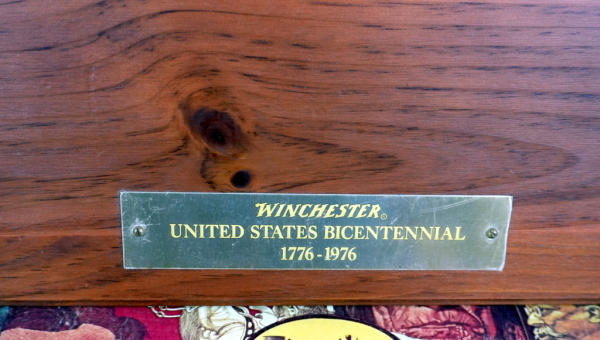 WINCHESTER®
UNITED STATES BICENTENNIAL
1776-1976